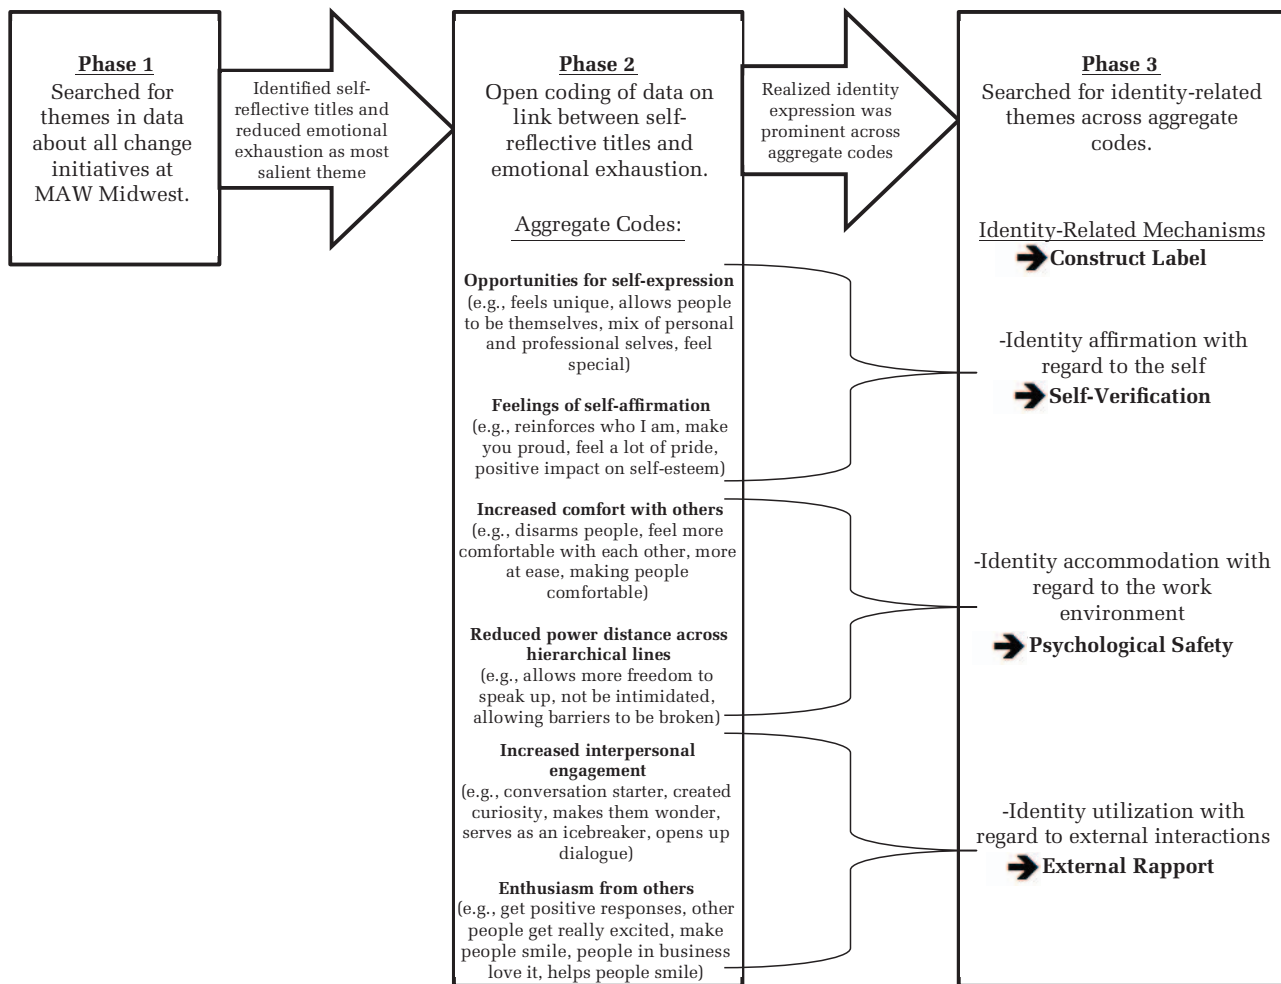 Phase 1
Searched for
themes in data
about all change
initiatives at
MAW Midwest.
Identified self-
reflective titles and
reduced emotional
exhaustion as most
salient theme
Phase 2
Open coding of data on
link between self-
reflective titles and
emotional exhaustion.
Aggregate Codes:
Opportunities for self-expression
(e.g., feels unique, allows people
to be themselves, mix of personal
and professional selves, feel
special)
Feelings of self-affirmation
(e.g., reinforces who I am, make
you proud, feel a lot of pride,
positive impact on self-esteem)
Increased comfort with others
(e.g., disarms people, feel more
comfortable with each other, more
at ease, making people
comfortable)
Reduced power distance across
hierarchical lines
(e.g., allows more freedom to
speak up, not be intimidated,
allowing barriers to be broken)
Increased interpersonal
engagement
(e.g., conversation starter, created
curiosity, makes them wonder,
serves as an icebreaker, opens up
dialogue)
Enthusiasm from others
(e.g., get positive responses, other
people get really excited, make
people smile, people in business
love it, helps people smile)
Realized identity
expression was
prominent across
aggregate codes
Phase 3
Searched for identity-related
themes across aggregate
codes.
Identity-Related Mechanisms
Construct Label
-Identity affirmation with
regard to the self
Self-Verification
-Identity accommodation with
regard to the work
environment
Psychological Safety
-Identity utilization with
regard to external interactions
External Rapport